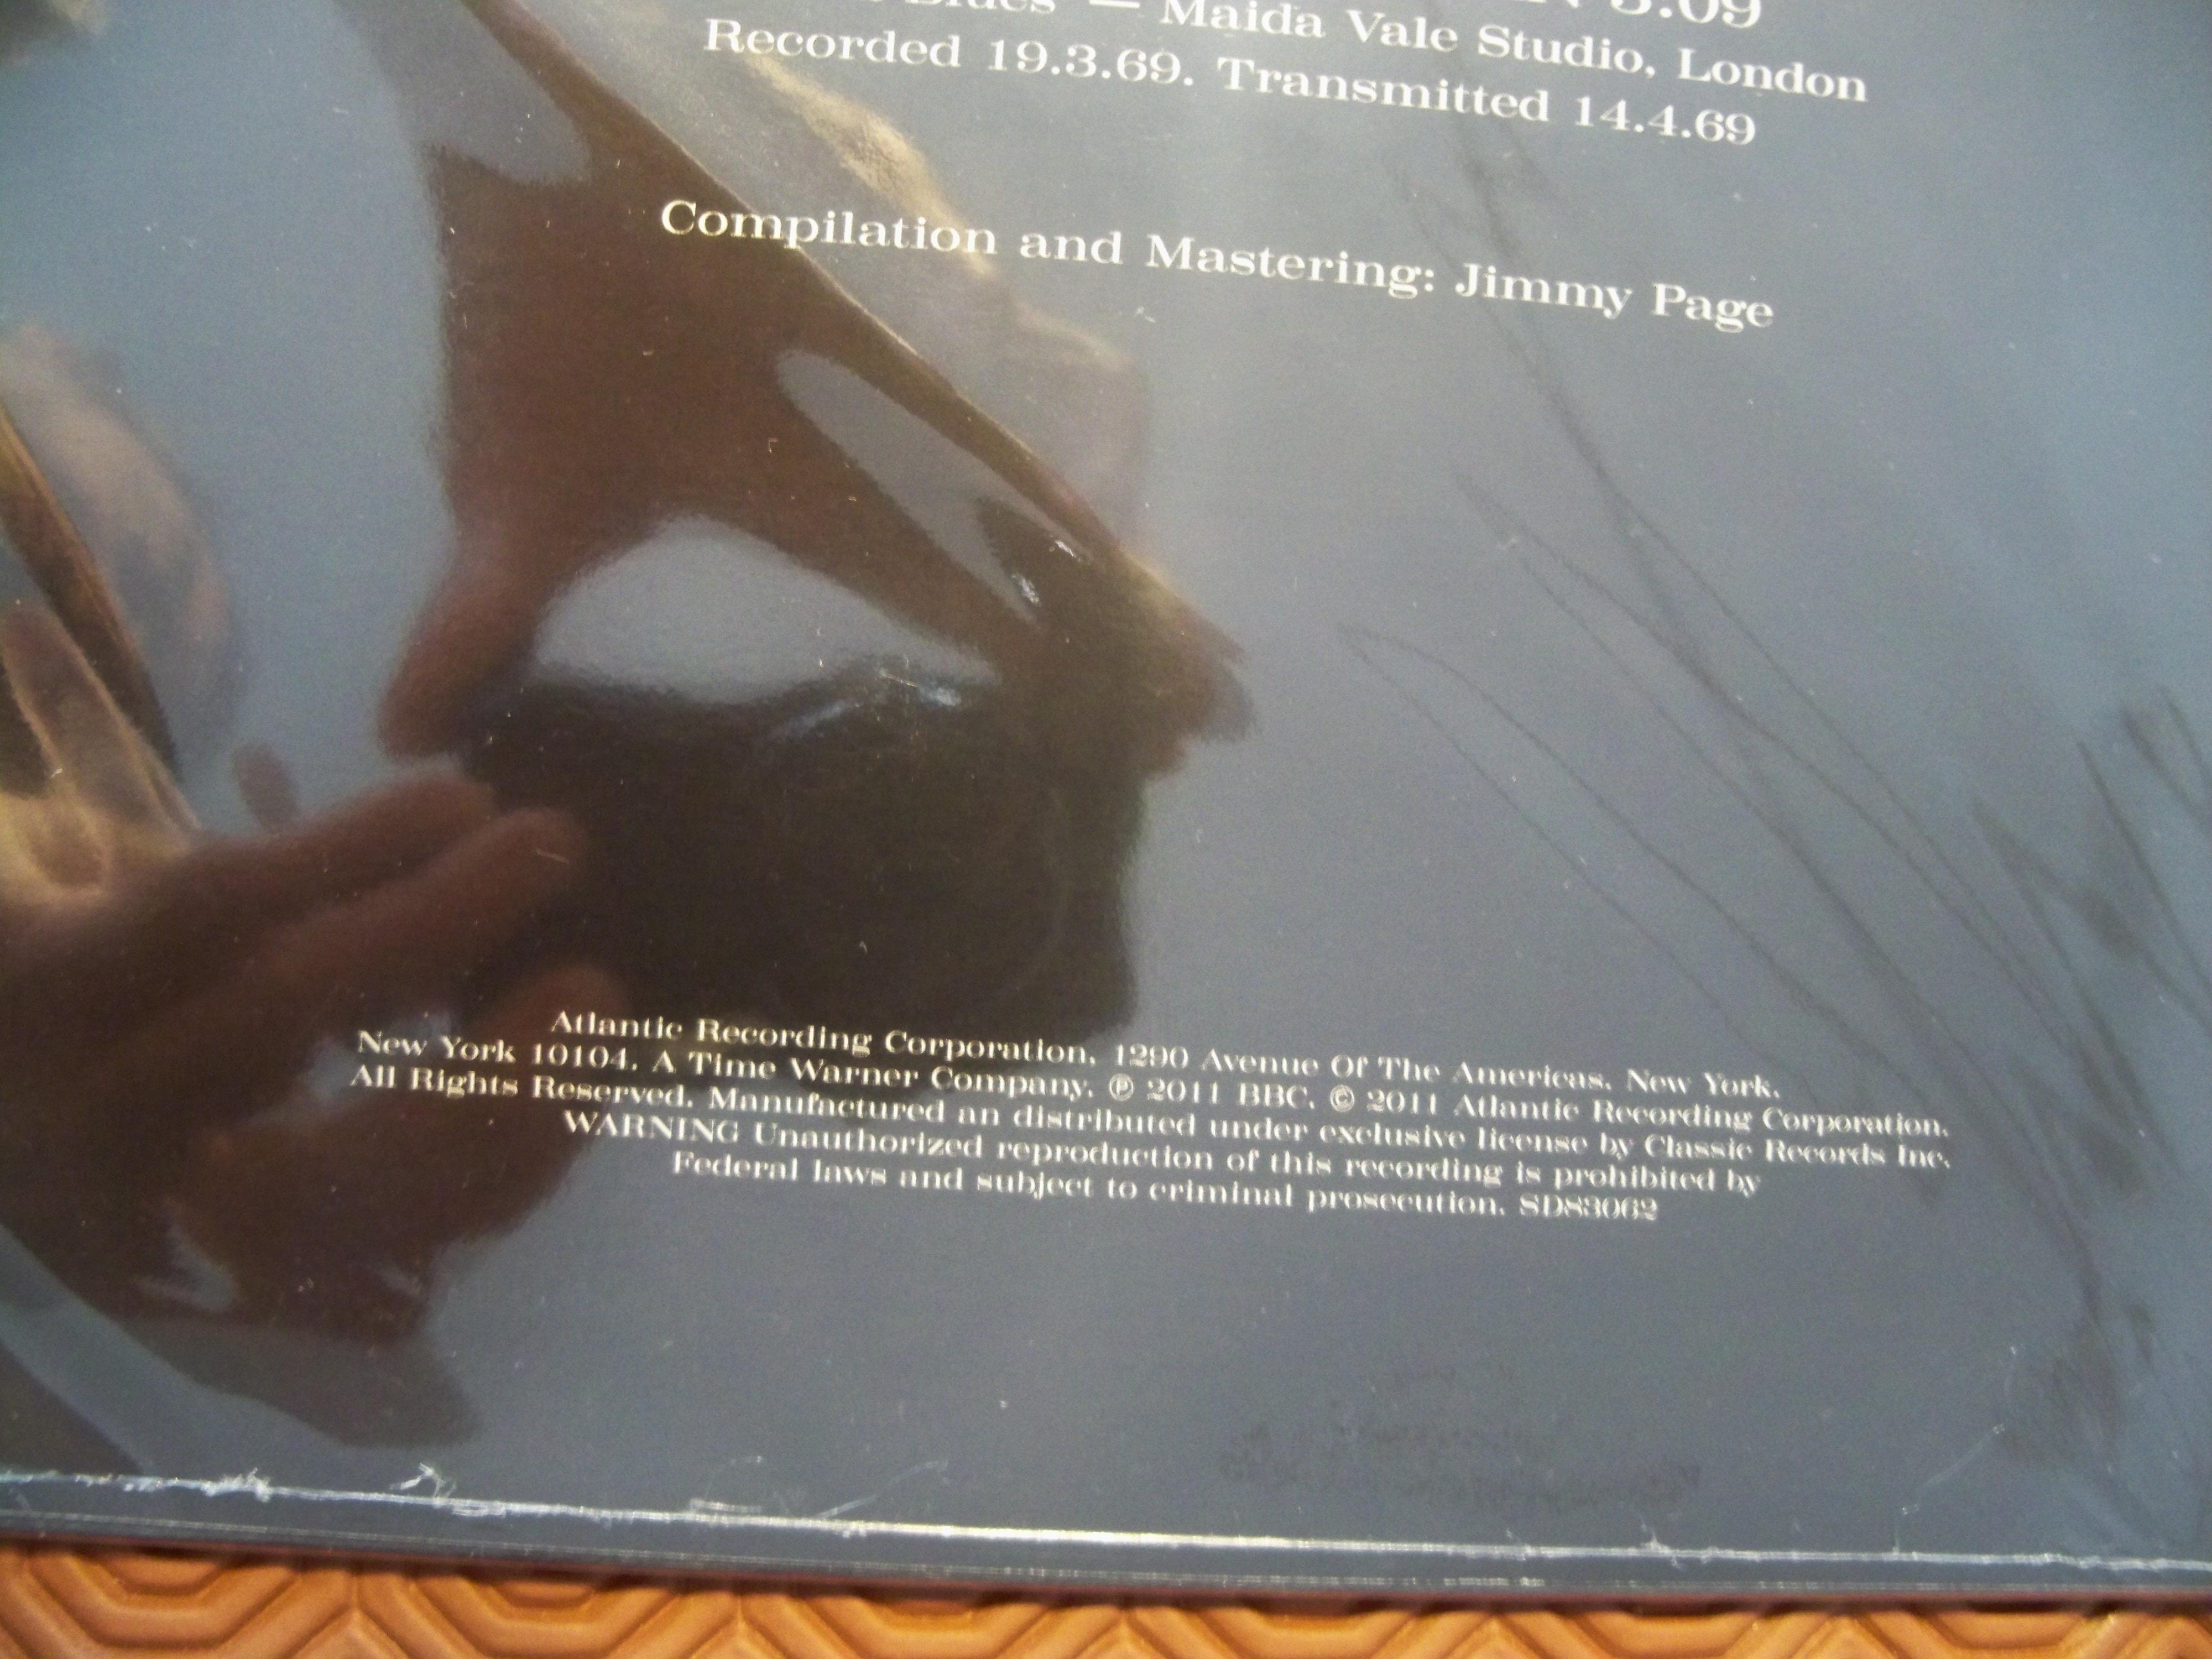 3.09
Blues" — Maida Vale Studio, London
Recorded 19.3.69. Transmitted 14.4.69
Compilation and Mastering: Jimmy Page
Atlantic Recording Corporation, 1290 Avenue Of The Americas, New York,
New York 10104. A Time Warner Company. ℗ 2011 BBC. © 2011 Atlantic Recording Corporation.
All Rights Reserved. Manufactured an distributed under exclusive license by Classic Records Inc.
WARNING Unauthorized reproduction of this recording is prohibited by
Federal laws and subject to criminal prosecution. SD83062